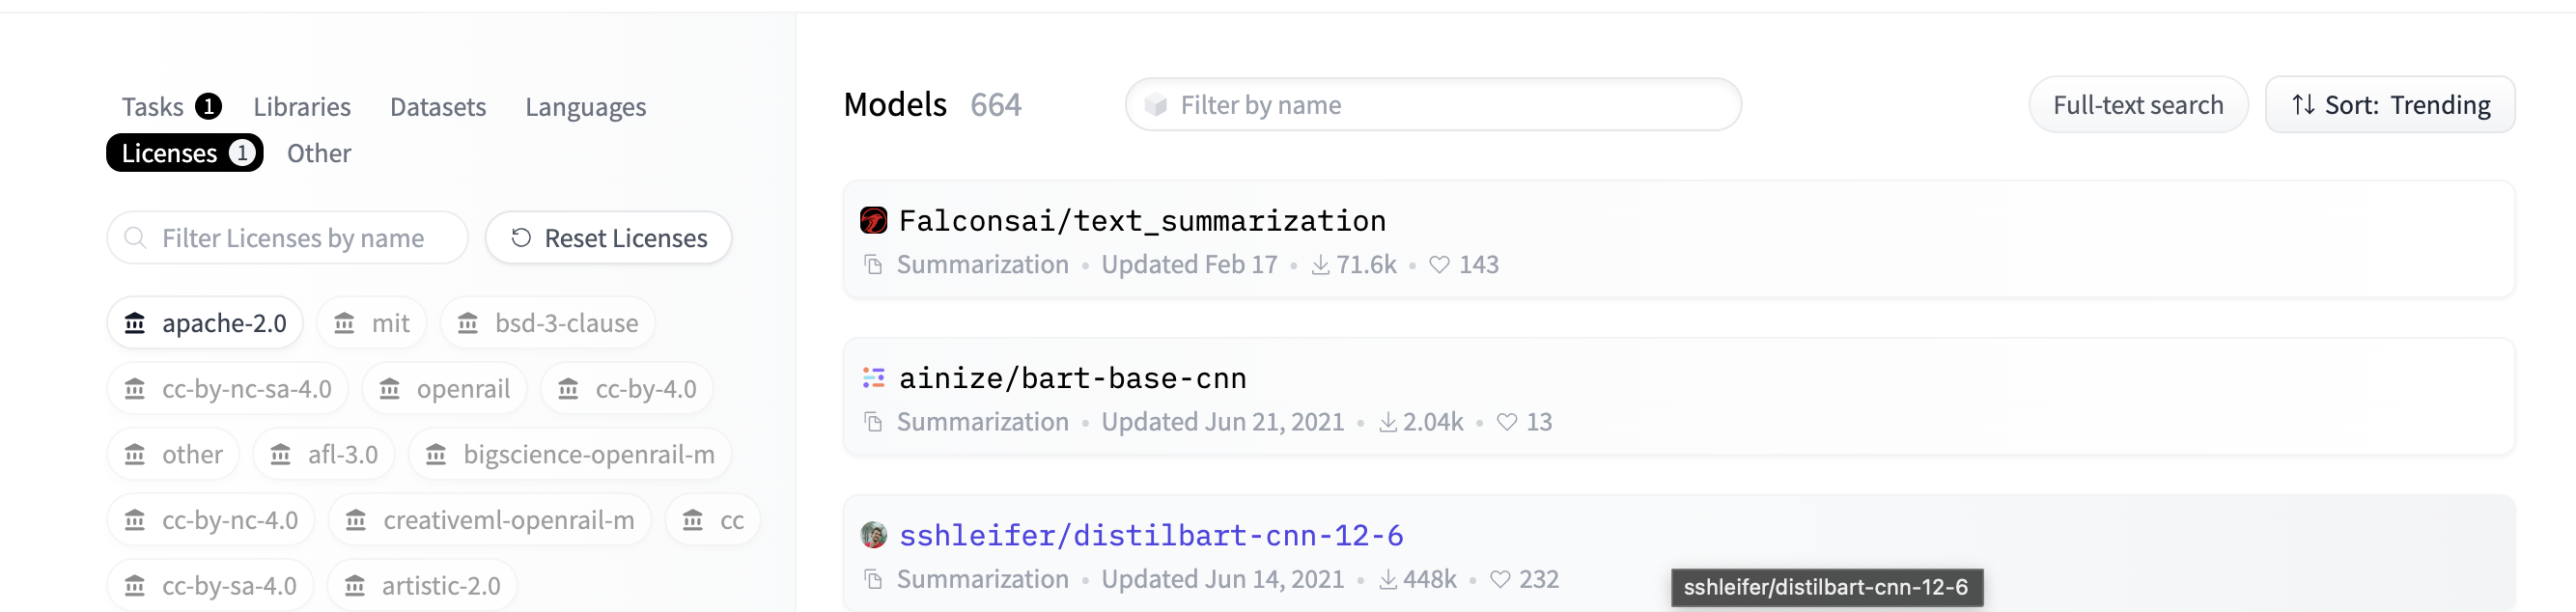 Tasks 1 Libraries Datasets Languages
Licenses 1 Other
Filter Licenses by name Reset Licenses
apache-2.0 mit bsd-3-clause
cc-by-nc-sa-4.0 openrail cc-by-4.0
other afl-3.0 bigscience-openrail-m
cc-by-nc-4.0 creativeml-openrail-m cc
cc-by-sa-4.0 artistic-2.0
Models 664 Filter by name Full-text search Sort: Trending
Falconsai/text_summarization
Summarization • Updated Feb 17 • 71.6k • 143
ainize/bart-base-cnn
Summarization • Updated Jun 21, 2021 • 2.04k • 13
sshleifer/distilbart-cnn-12-6
Summarization • Updated Jun 14, 2021 • 448k • 232
sshleifer/distilbart-cnn-12-6